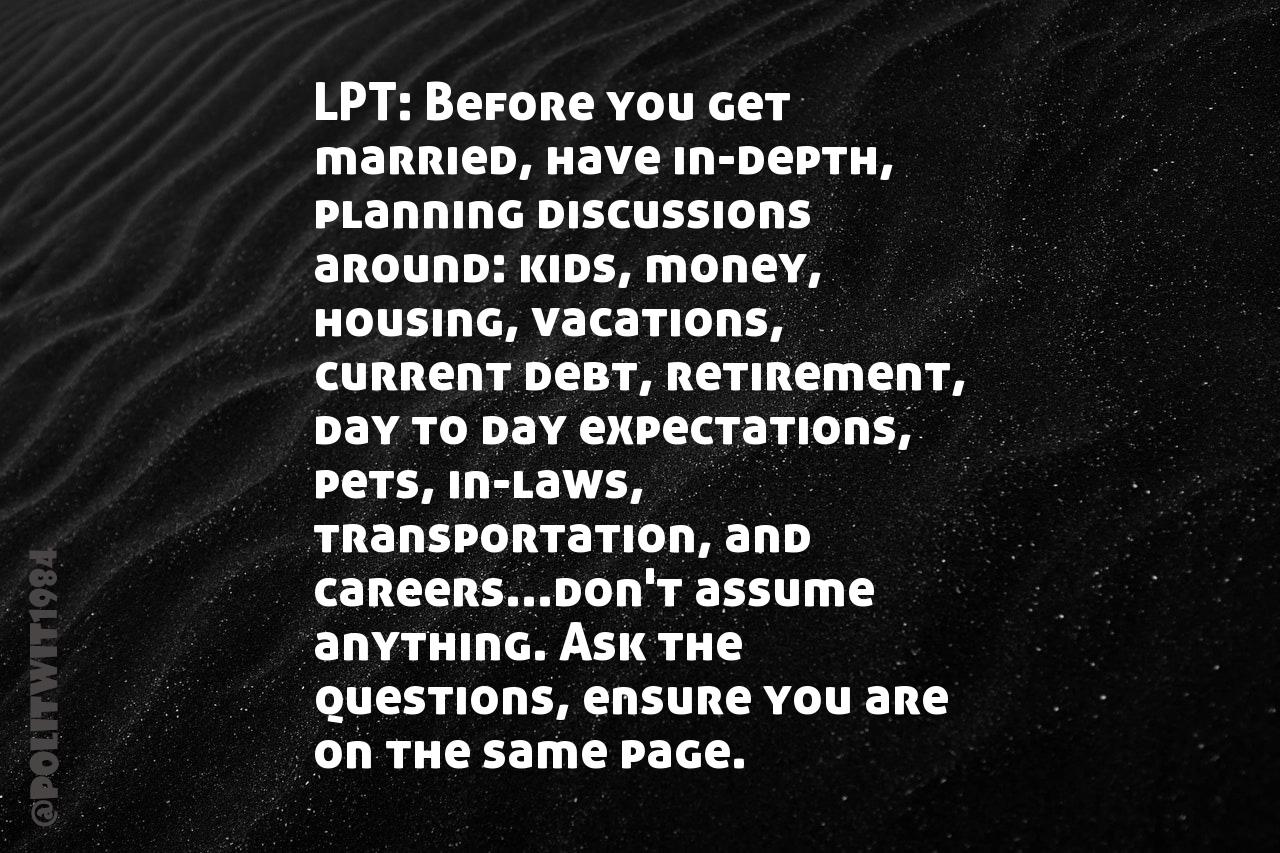 LPT: Before you get
married, have in-depth,
planning discussions
around: kids, money,
housing, vacations,
current debt, retirement,
day to day expectations,
pets, in-laws,
transportation, and
careers...don't assume
anything. Ask the
questions, ensure you are
on the same page.
@POLITWIT1984